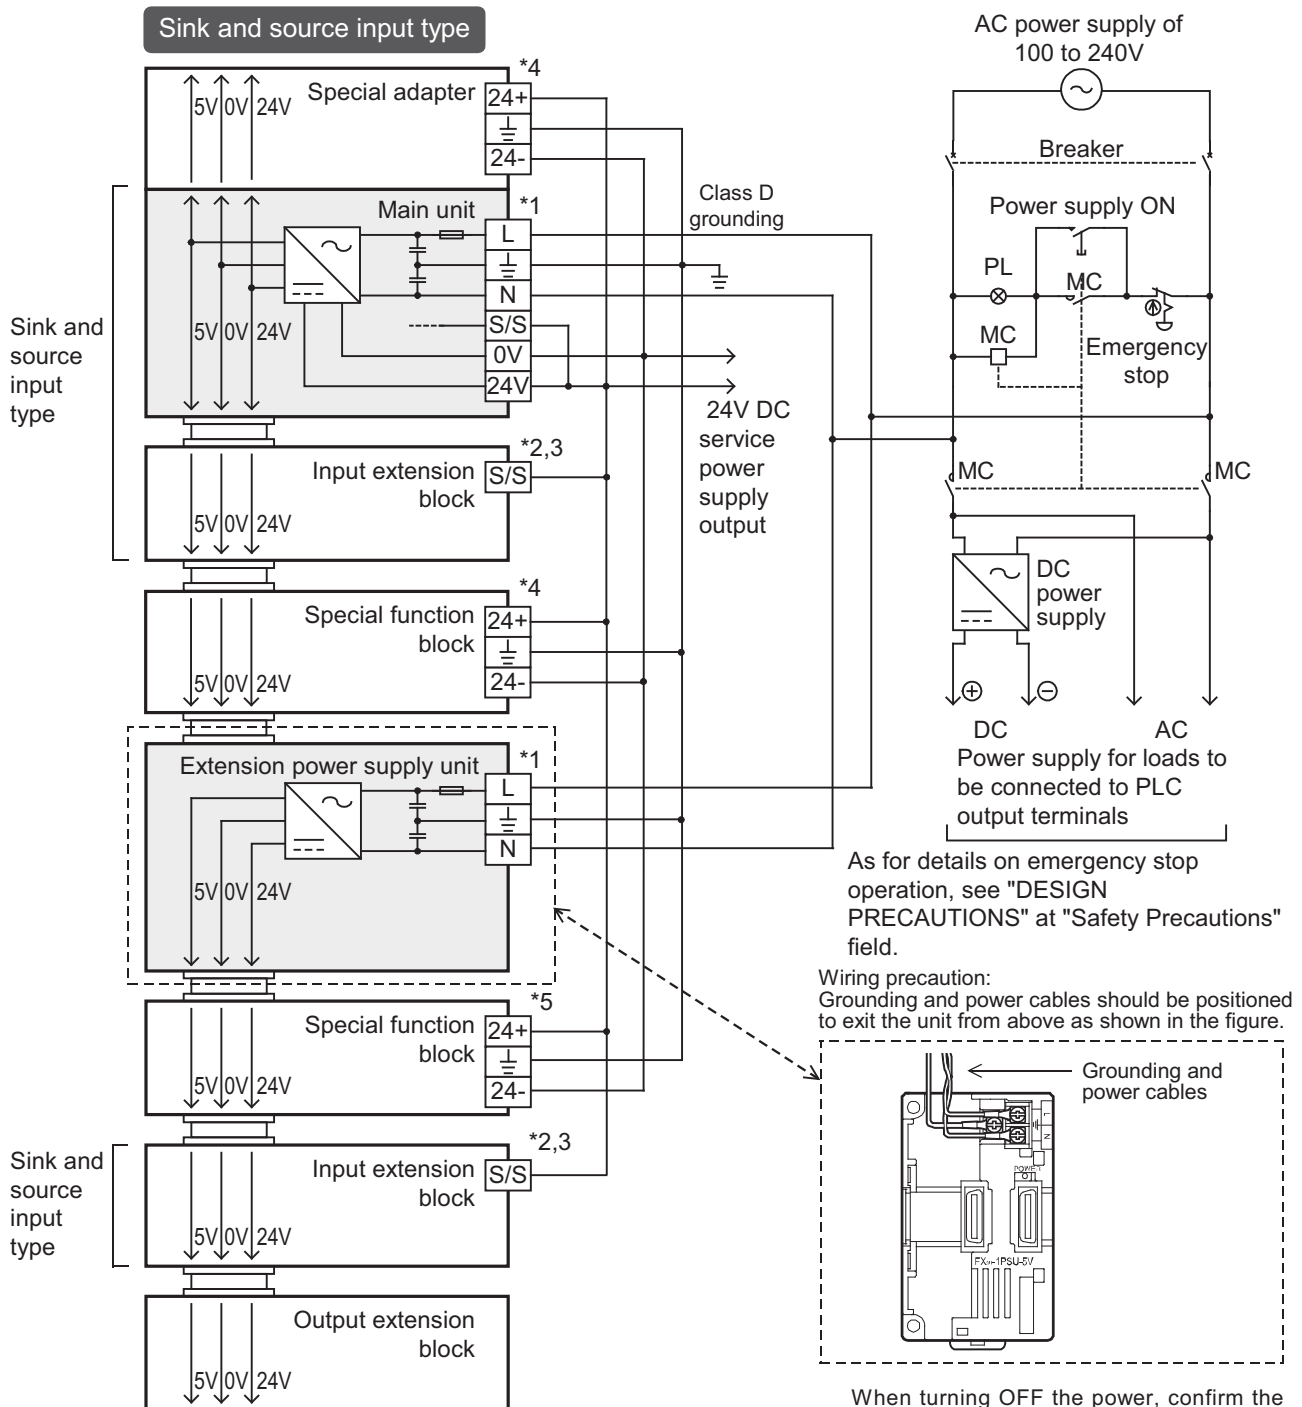 Sink and source input type
AC power supply of
100 to 240V
Special adapter
*4
24+
24-
5V 0V 24V
Breaker
Class D
grounding
Power supply ON
Main unit
*1
L
N
S/S
0V
24V
5V 0V 24V
PL
MC
MC
Emergency
stop
Sink and
source
input
type
24V DC
service
power
supply
output
Input extension
block
*2,3
S/S
5V 0V 24V
MC
MC
Special function
block
*4
24+
24-
5V 0V 24V
DC
power
supply
+
-
DC
AC
Power supply for loads to
be connected to PLC
output terminals
Extension power supply unit
*1
L
N
5V 0V 24V
As for details on emergency stop
operation, see "DESIGN
PRECAUTIONS" at "Safety Precautions"
field.
Wiring precaution:
Grounding and power cables should be positioned
to exit the unit from above as shown in the figure.
Special function
block
*5
24+
24-
5V 0V 24V
Grounding and
power cables
L
N
POWER
-1PSU-5V
Sink and
source
input
type
Input extension
block
*2,3
S/S
5V 0V 24V
Output extension
block
5V 0V 24V
When turning OFF the power, confirm the